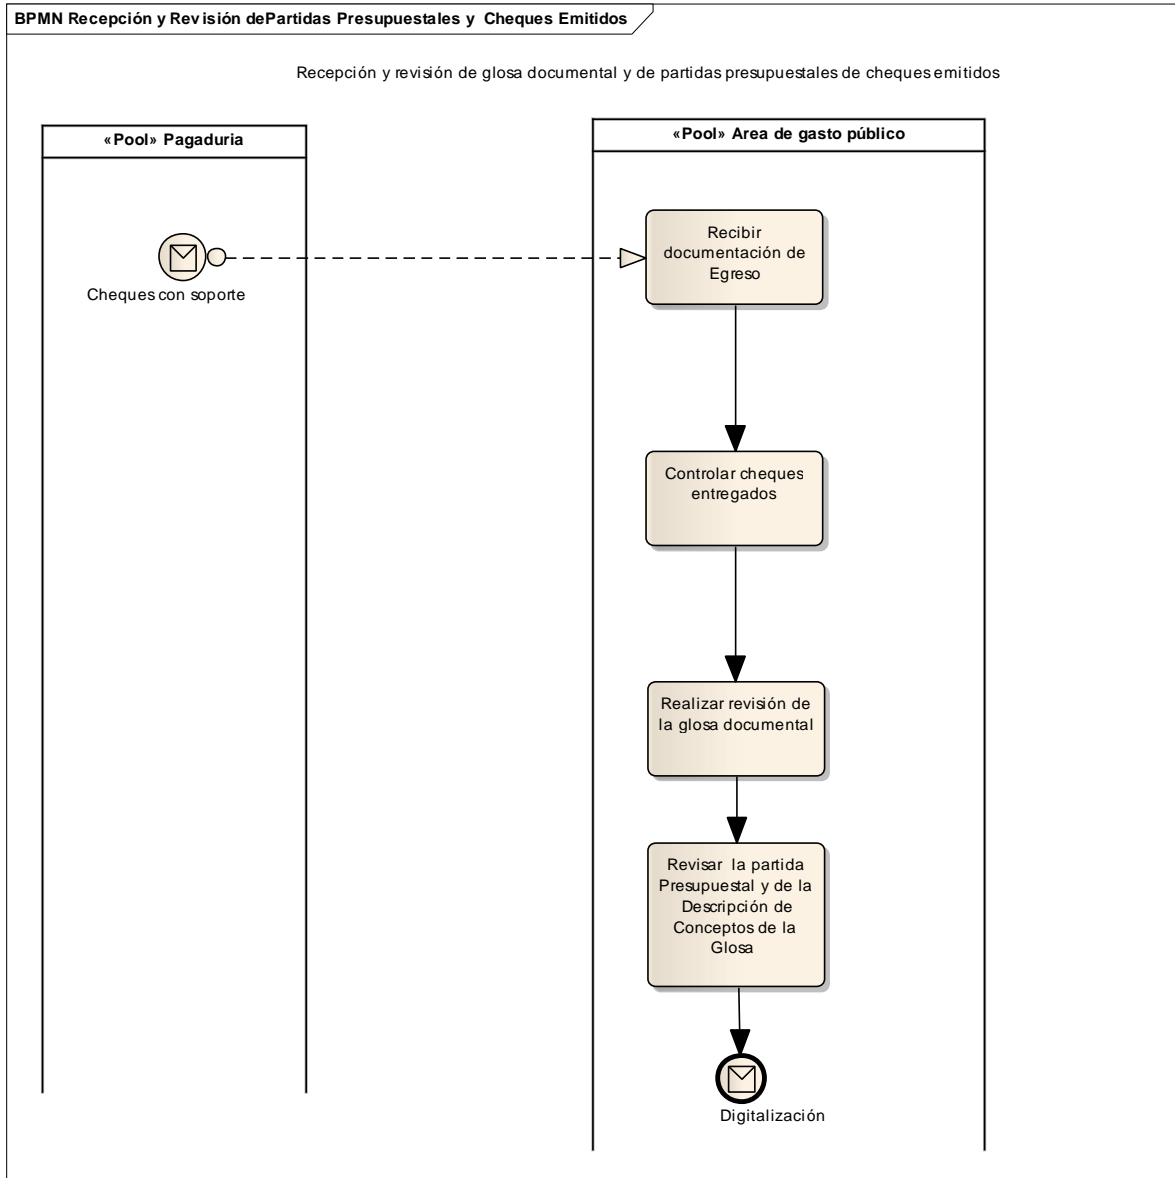 BPMN Recepción y Revisión dePartidas Presupuestales y Cheques Emitidos
Recepción y revisión de glosa documental y de partidas presupuestales de cheques emitidos
«Pool» Pagaduria
«Pool» Area de gasto público
Recibir
documentación de
Egreso
Cheques con soporte
Controlar cheques
entregados
Realizar revisión de
la glosa documental
Revisar la partida
Presupuestal y de la
Descripción de
Conceptos de la
Glosa
Digitalización